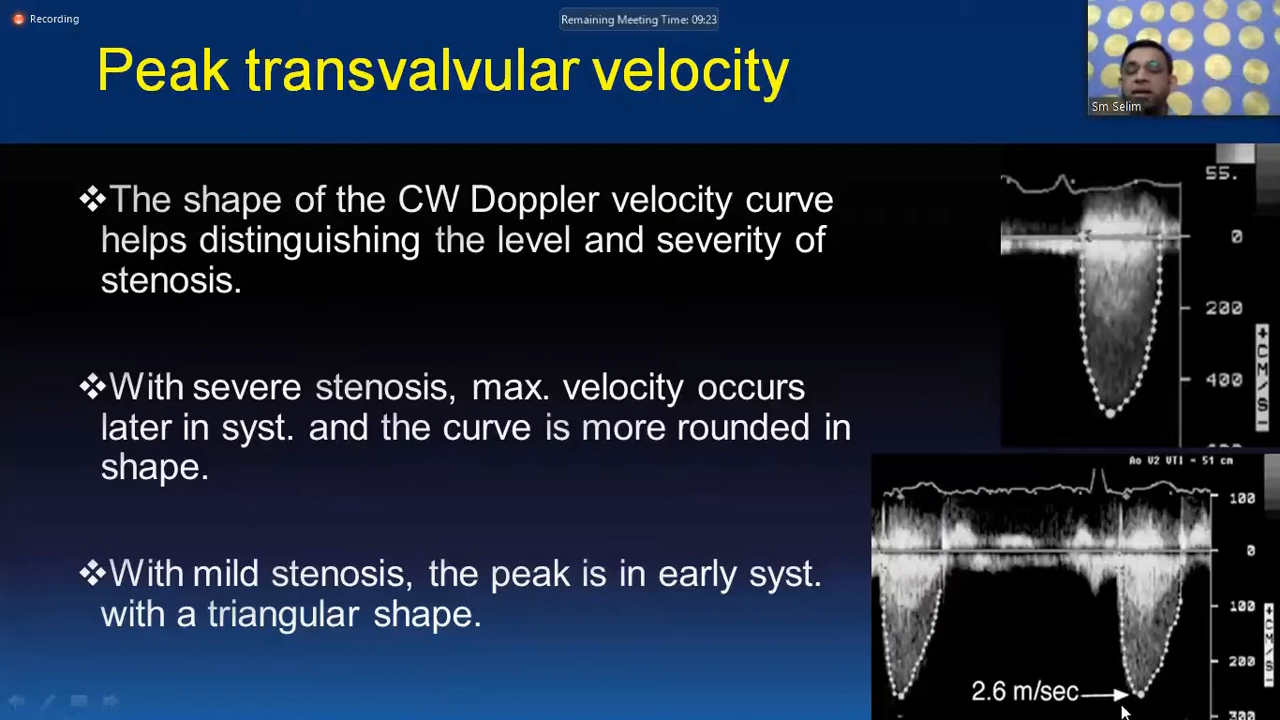 Recording
Remaining Meeting Time: 09:23
Peak transvalvular velocity
Sm Selim
❖The shape of the CW Doppler velocity curve
helps distinguishing the level and severity of
stenosis.
❖With severe stenosis, max. velocity occurs
later in syst. and the curve is more rounded in
shape.
❖With mild stenosis, the peak is in early syst.
with a triangular shape.
55.
0
200
400
+CM/S!
Ao V2 VTI = 51 cm
100
0
100
200
300
+CM/S!
2.6 m/sec